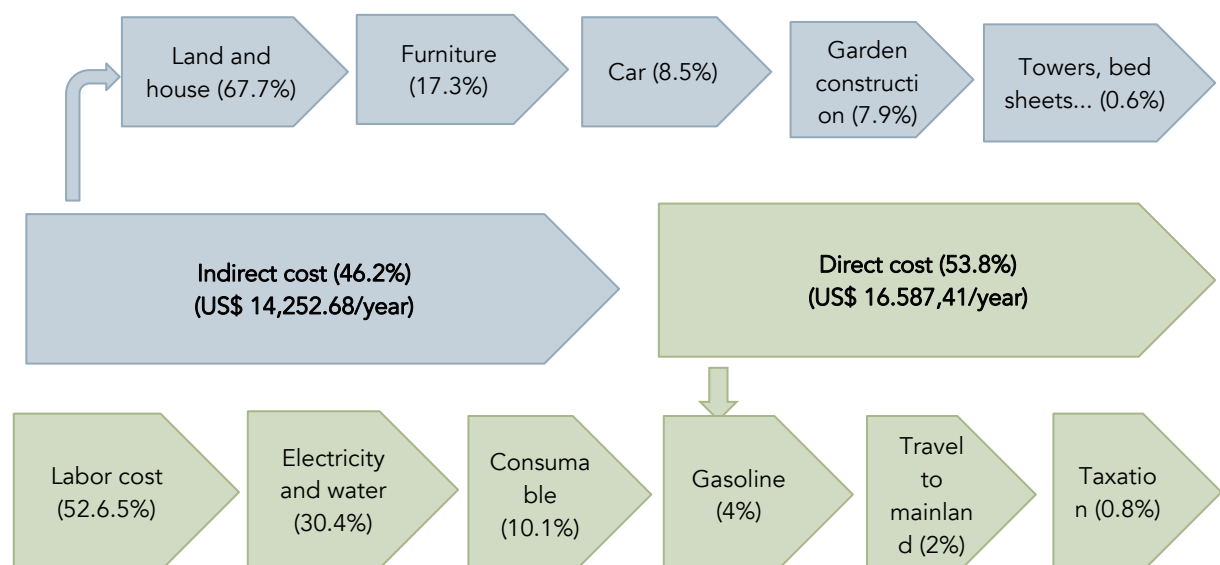 Land and
house (67.7%)
Furniture
(17.3%)
Car (8.5%)
Garden
constructi
on (7.9%)
Towers, bed
sheets... (0.6%)
Indirect cost (46.2%)
(US$ 14,252.68/year)
Direct cost (53.8%)
(US$ 16.587,41/year)
Labor cost
(52.6.5%)
Electricity
and water
(30.4%)
Consuma
ble
(10.1%)
Gasoline
(4%)
Travel
to
mainlan
d (2%)
Taxatio
n (0.8%)